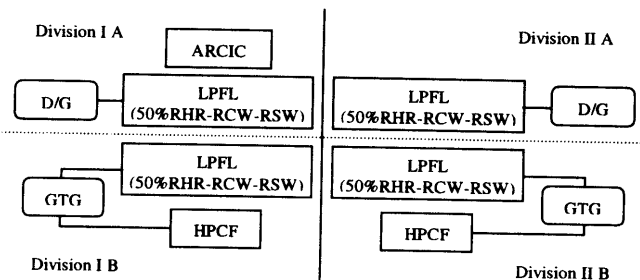 Division I A
ARCIC
D/G
LPFL
(50%RHR-RCW-RSW)
Division II A
LPFL
(50%RHR-RCW-RSW)
D/G
LPFL
(50%RHR-RCW-RSW)
GTG
HPCF
Division I B
LPFL
(50%RHR-RCW-RSW)
GTG
HPCF
Division II B